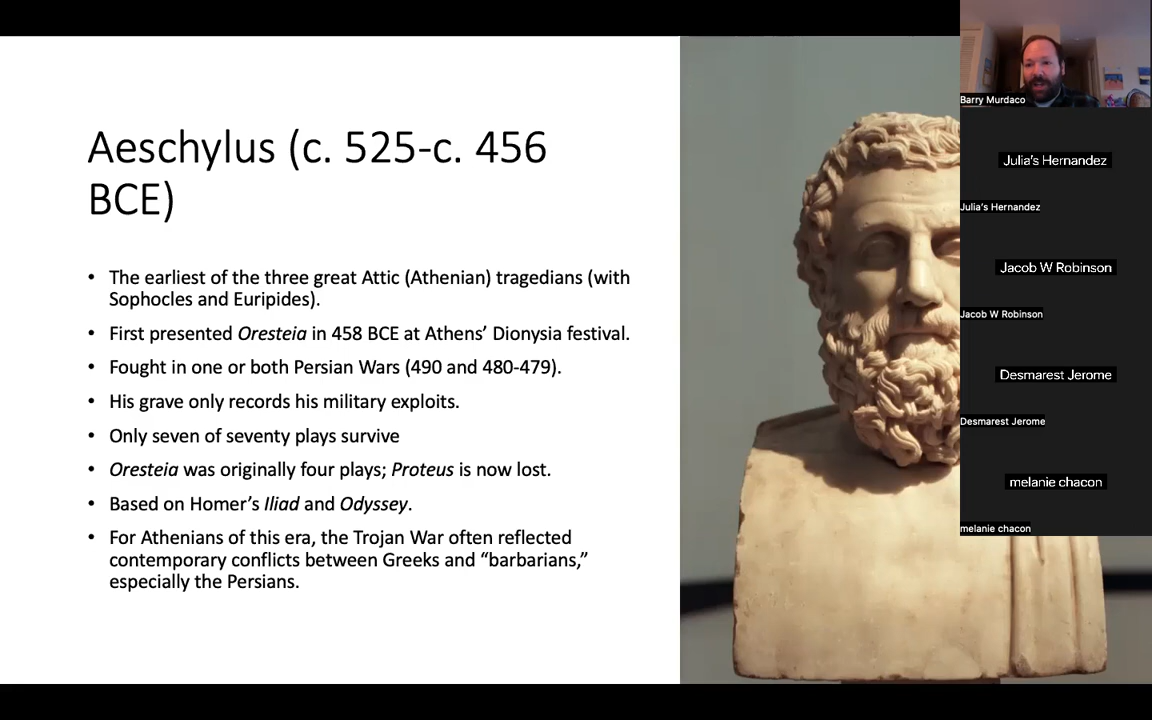 Aeschylus (c. 525-c. 456
BCE)
• The earliest of the three great Attic (Athenian) tragedians (with
Sophocles and Euripides).
• First presented Oresteia in 458 BCE at Athens’ Dionysia festival.
• Fought in one or both Persian Wars (490 and 480-479).
• His grave only records his military exploits.
• Only seven of seventy plays survive
• Oresteia was originally four plays; Proteus is now lost.
• Based on Homer’s Iliad and Odyssey.
• For Athenians of this era, the Trojan War often reflected
contemporary conflicts between Greeks and “barbarians,”
especially the Persians.
Barry Murdaco
Julia’s Hernandez
Julia’s Hernandez
Jacob W Robinson
Jacob W Robinson
Desmarest Jerome
Desmarest Jerome
melanie chacon
melanie chacon